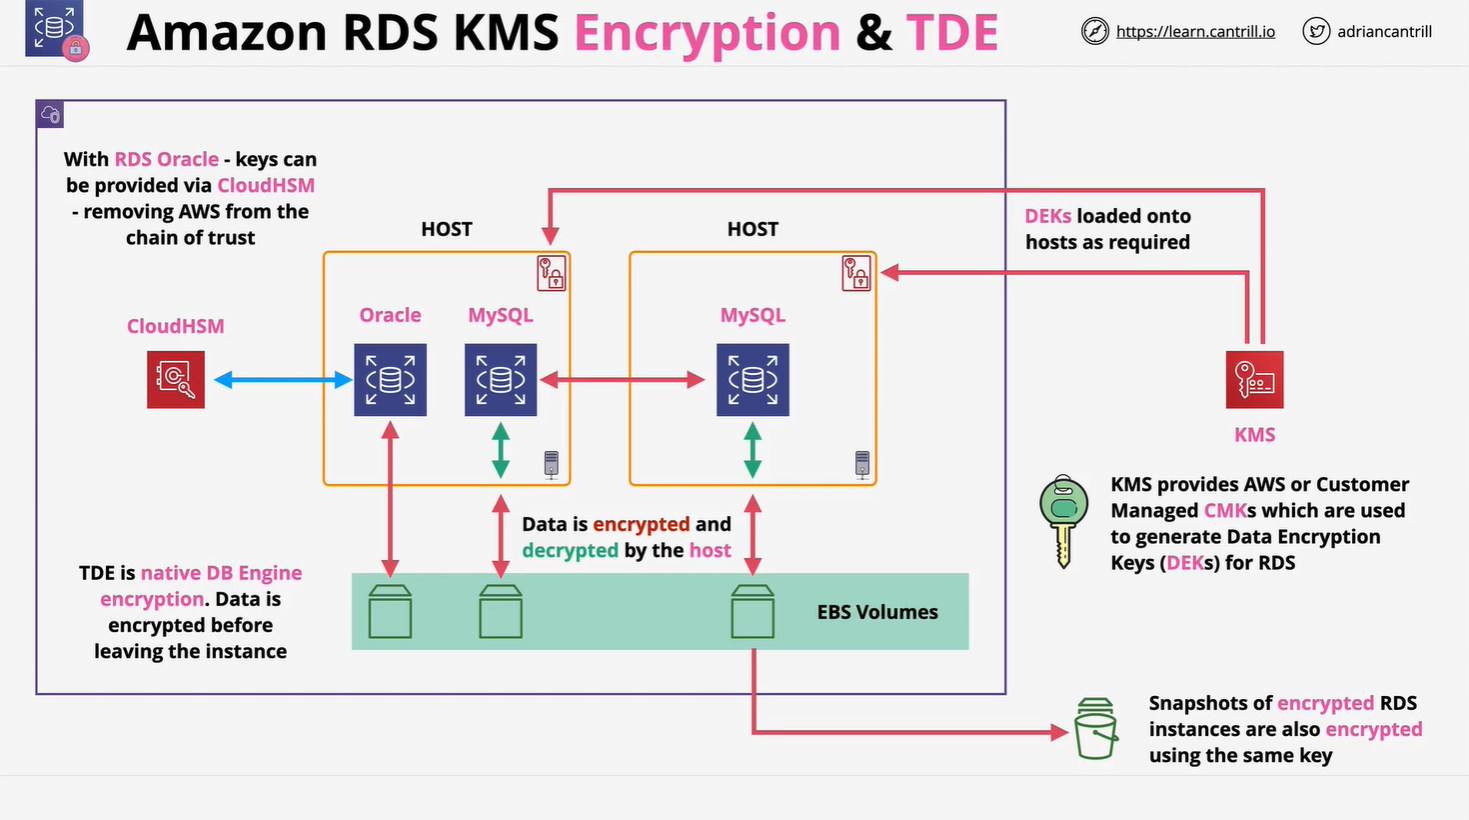 Amazon RDS KMS Encryption & TDE
https://learn.cantrill.io
adriancantrill
With RDS Oracle - keys can
be provided via CloudHSM
- removing AWS from the
chain of trust
HOST
HOST
DEKs loaded onto
hosts as required
Oracle
MySQL
MySQL
CloudHSM
KMS
KMS provides AWS or Customer
Managed CMKs which are used
to generate Data Encryption
Keys (DEKs) for RDS
Data is encrypted and
decrypted by the host
TDE is native DB Engine
encryption. Data is
encrypted before
leaving the instance
EBS Volumes
Snapshots of encrypted RDS
instances are also encrypted
using the same key